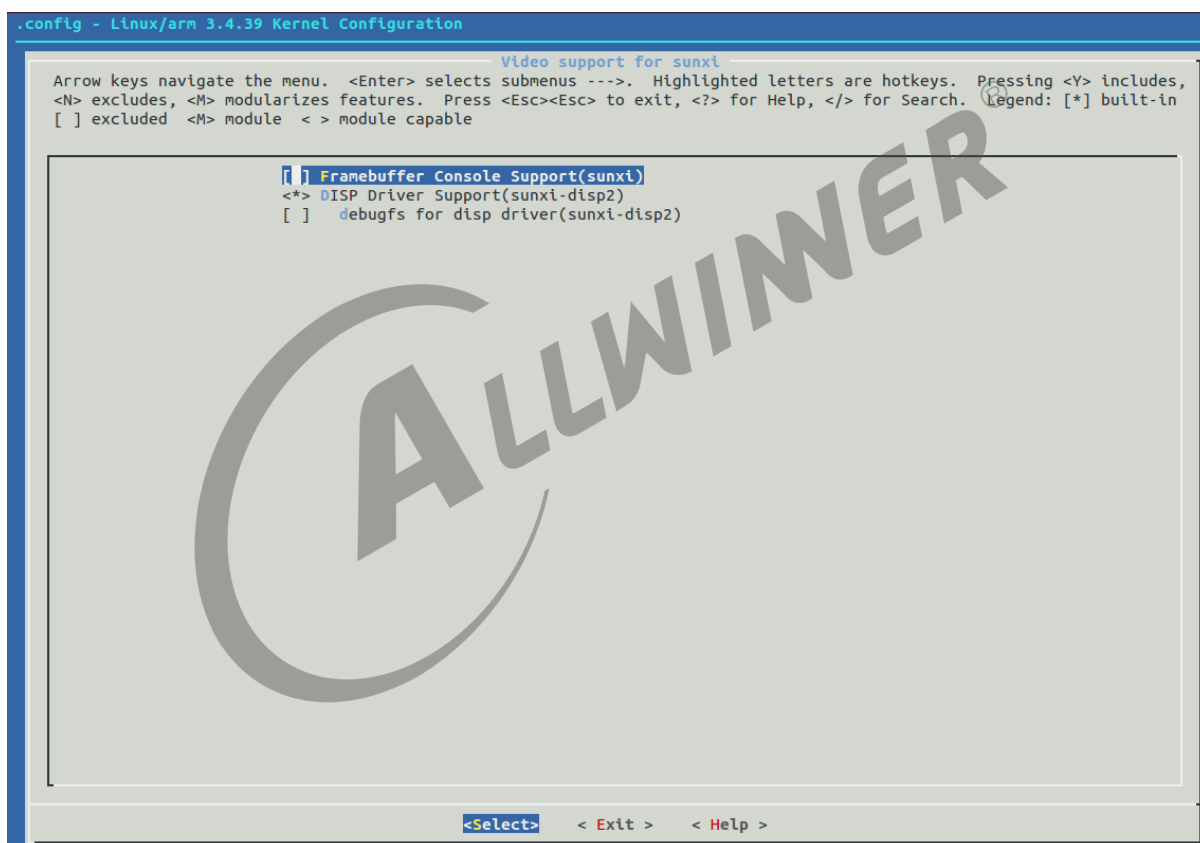 .config - Linux/arm 3.4.39 Kernel Configuration
Video support for sunxi
Arrow keys navigate the menu.  <Enter> selects submenus --->.  Highlighted letters are hotkeys.  Pressing <Y> includes,
<N> excludes, <M> modularizes features.  Press <Esc><Esc> to exit, <?> for Help, </> for Search.  Legend: [*] built-in
[ ] excluded  <M> module  < > module capable
[ ] Framebuffer Console Support(sunxi)
<*> DISP Driver Support(sunxi-disp2)
[ ]   debugfs for disp driver(sunxi-disp2)
ALLWINNER®
<Select>    < Exit >    < Help >